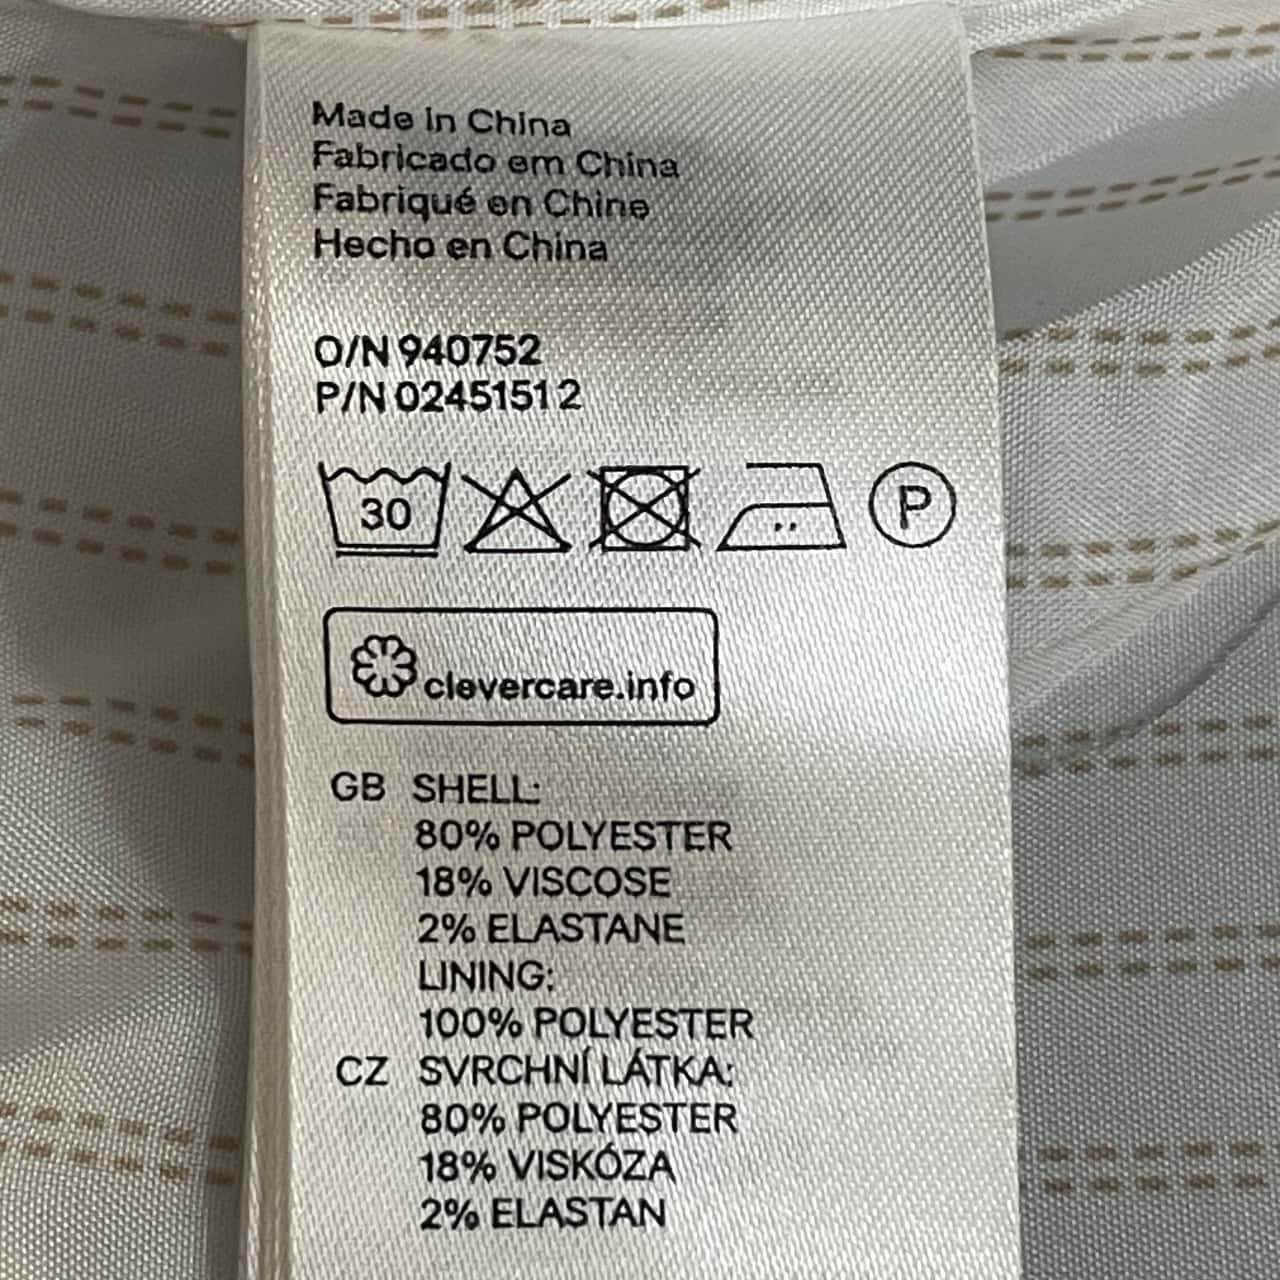 Made in China
Fabricado em China
Fabriqué en Chine
Hecho en China
O/N 940752
P/N 02451512
30 P
clevercare.info
GB SHELL:
80% POLYESTER
18% VISCOSE
2% ELASTANE
LINING:
100% POLYESTER
CZ SVRCHNÍ LÁTKA:
80% POLYESTER
18% VISKÓZA
2% ELASTAN